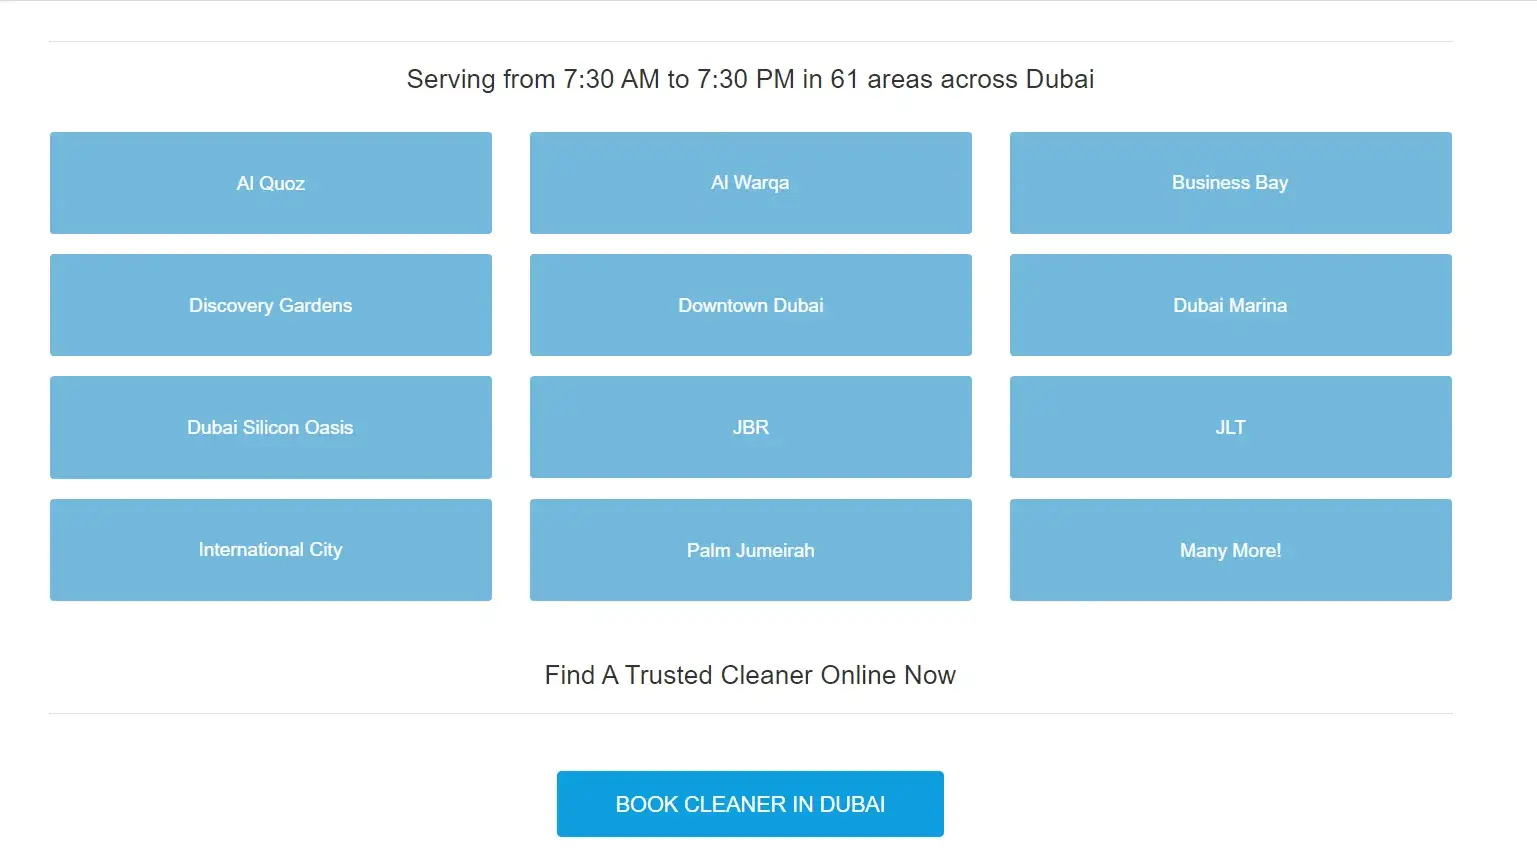 Serving from 7:30 AM to 7:30 PM in 61 areas across Dubai
Al Quoz
Al Warqa
Business Bay
Discovery Gardens
Downtown Dubai
Dubai Marina
Dubai Silicon Oasis
JBR
JLT
International City
Palm Jumeirah
Many More!
Find A Trusted Cleaner Online Now
BOOK CLEANER IN DUBAI